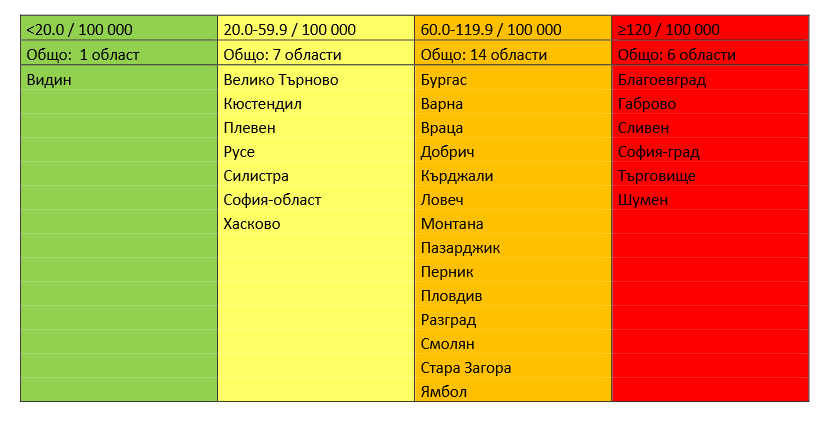 <20.0 / 100 000 20.0-59.9 / 100 000 60.0-119.9 / 100 000 ≥120 / 100 000
Общо:  1 област Общо: 7 области Общо: 14 области Общо: 6 области
Видин Велико Търново Бургас Благоевград
Кюстендил Варна Габрово
Плевен Враца Сливен
Русе Добрич София-град
Силистра Кърджали Търговище
София-област Ловеч Шумен
Хасково Монтана
Пазарджик
Перник
Пловдив
Разград
Смолян
Стара Загора
Ямбол